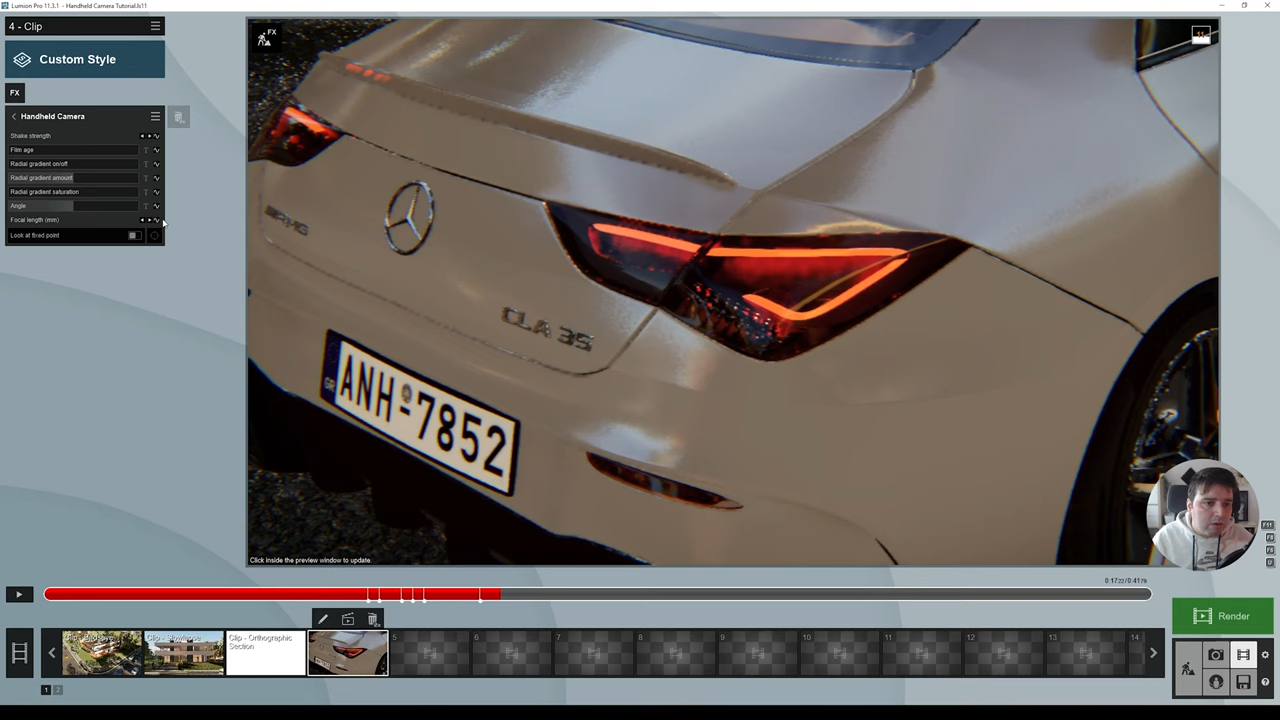 Lumion Pro 11.3.1 - Handheld Camera Tutorial.ls11
4 - Clip
Custom Style
FX
Handheld Camera
Shake strength
Film age
Radial gradient on/off
Radial gradient amount
Radial gradient saturation
Angle
Focal length (mm)
Look at fixed point
FX
CLA 35
GR
ANH-7852
Click inside the preview window to update.
Clip - Orthographic
Section
5
6
7
8
9
10
11
12
13
14
Render
1
2